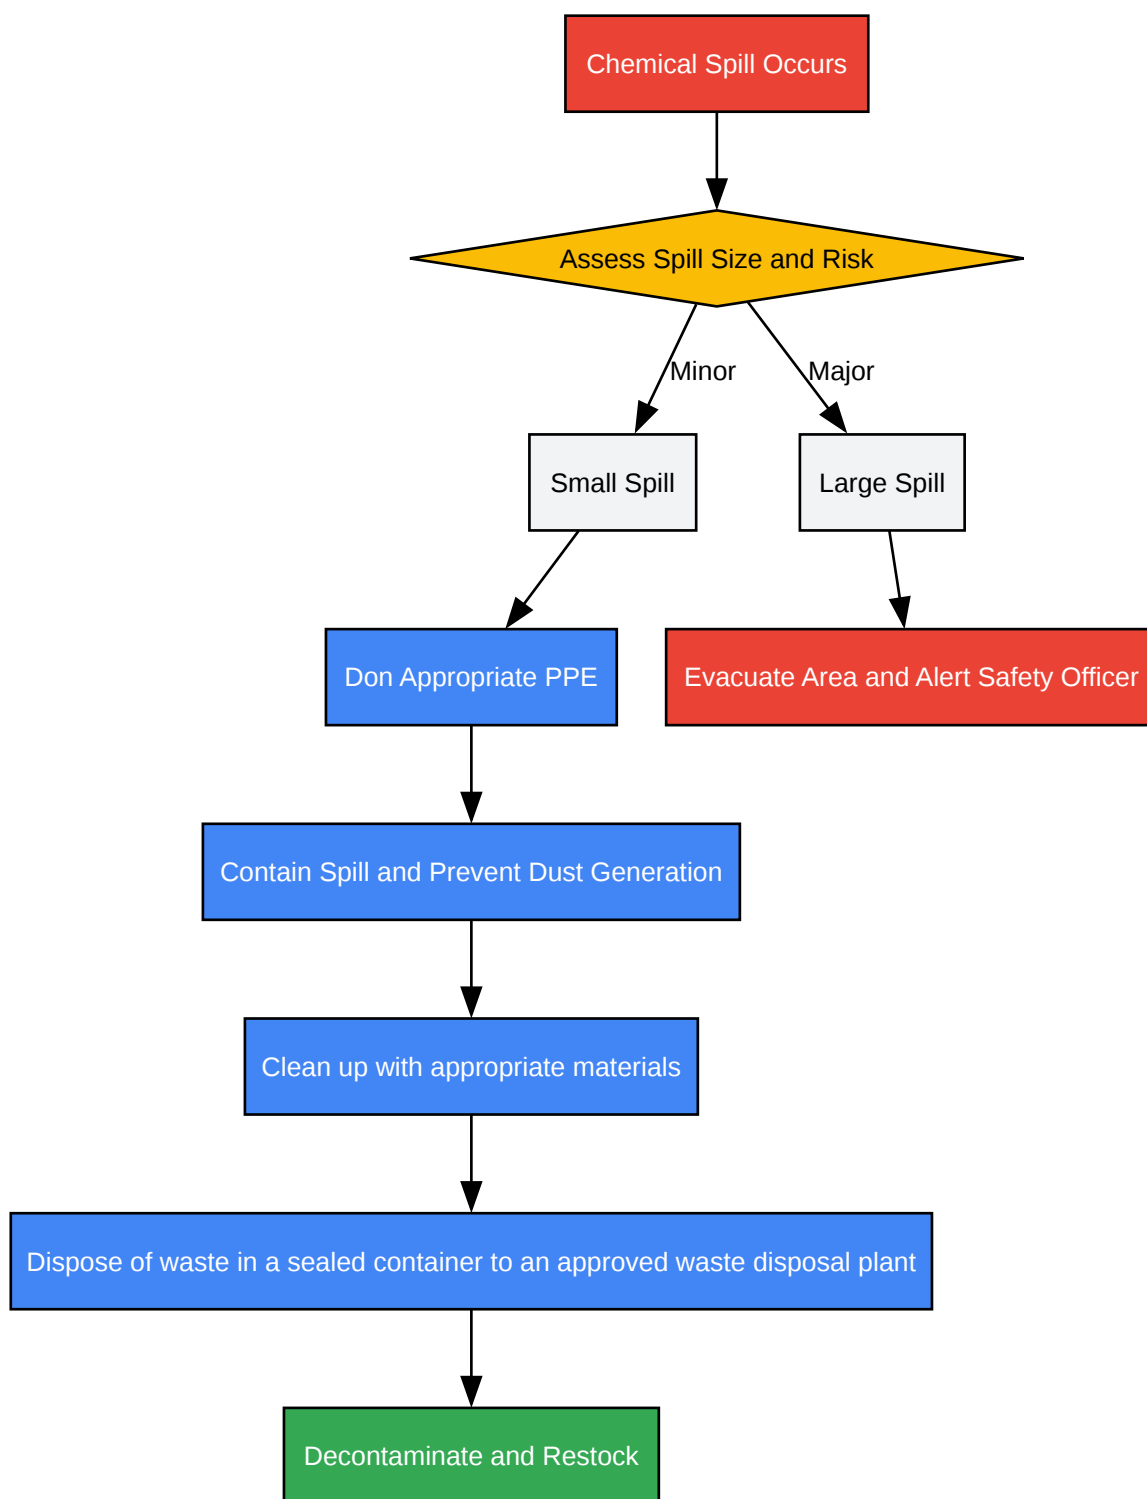 Chemical Spill Occurs
Assess Spill Size and Risk
Minor
Major
Small Spill
Large Spill
Don Appropriate PPE
Evacuate Area and Alert Safety Officer
Contain Spill and Prevent Dust Generation
Clean up with appropriate materials
Dispose of waste in a sealed container to an approved waste disposal plant
Decontaminate and Restock